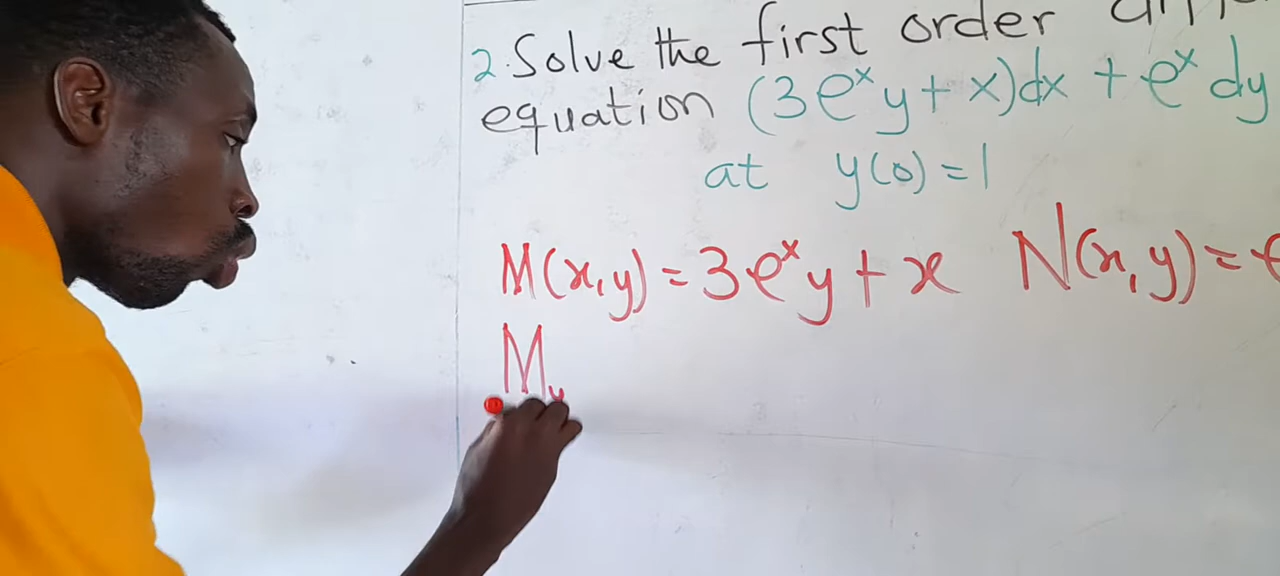 2. Solve the first order
equation (3e^x y + x)dx + e^x dy
at y(0) = 1
M(x,y) = 3e^x y + x N(x,y) =
M_y